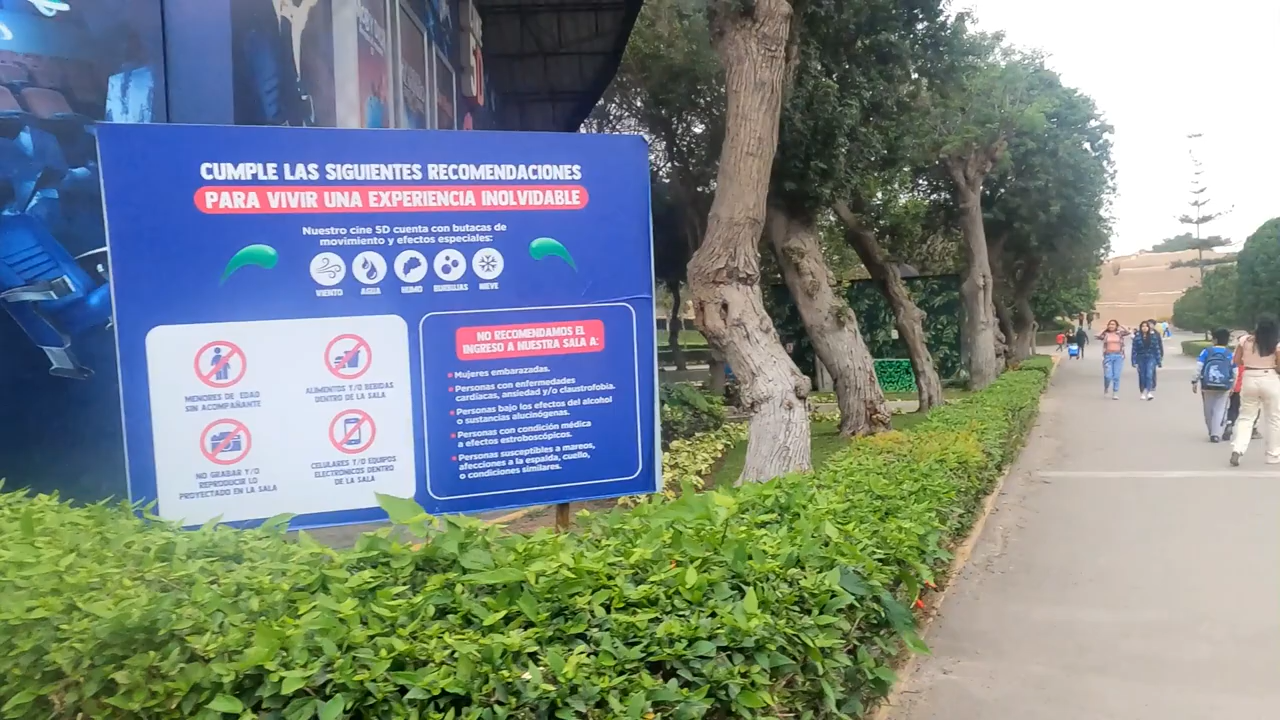 CUMPLE LAS SIGUIENTES RECOMENDACIONES
PARA VIVIR UNA EXPERIENCIA INOLVIDABLE
Nuestro cine 5D cuenta con butacas de
movimiento y efectos especiales:
VIENTO AGUA HUMO BURBUJAS NIEVE
MENORES DE EDAD
SIN ACOMPAÑANTE
ALIMENTOS Y/O BEBIDAS
DENTRO DE LA SALA
NO GRABAR Y/O
REPRODUCIR LO
PROYECTADO EN LA SALA
CELULARES Y/O EQUIPOS
ELECTRÓNICOS DENTRO
DE LA SALA
NO RECOMENDAMOS EL
INGRESO A NUESTRA SALA A:
Mujeres embarazadas.
Personas con enfermedades
cardíacas, ansiedad y/o claustrofobia.
Personas bajo los efectos del alcohol
o sustancias alucinógenas.
Personas con condición médica
a efectos estroboscópicos.
Personas susceptibles a mareos,
afecciones a la espalda, cuello,
o condiciones similares.